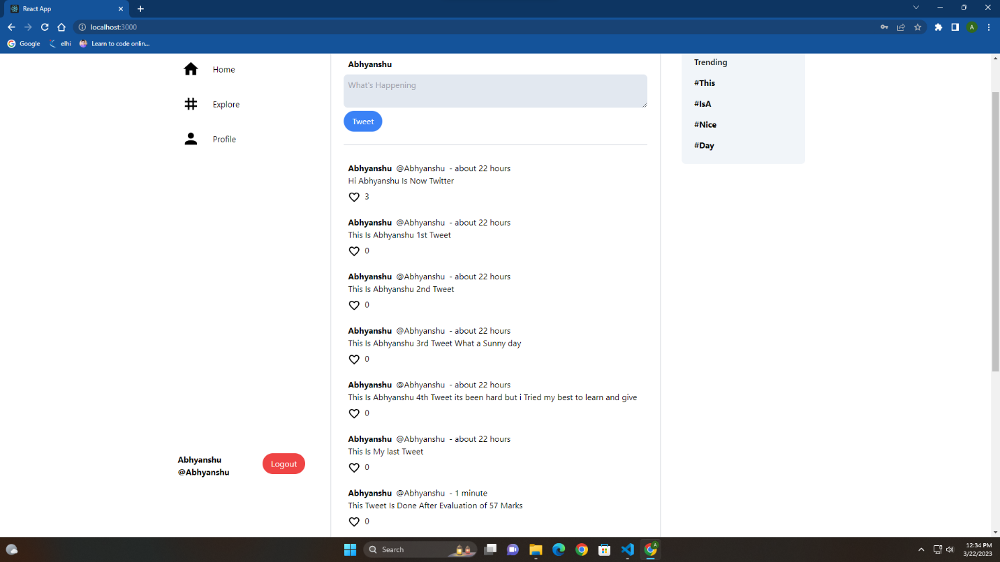 React App
localhost:3000
A
Google
elhi
Learn to code onlin...
Home
Explore
Profile
Abhyanshu
@Abhyanshu
Logout
Abhyanshu
What's Happening
Tweet
Abhyanshu @Abhyanshu - about 22 hours
Hi Abhyanshu Is Now Twitter
3
Abhyanshu @Abhyanshu - about 22 hours
This Is Abhyanshu 1st Tweet
0
Abhyanshu @Abhyanshu - about 22 hours
This Is Abhyanshu 2nd Tweet
0
Abhyanshu @Abhyanshu - about 22 hours
This Is Abhyanshu 3rd Tweet What a Sunny day
0
Abhyanshu @Abhyanshu - about 22 hours
This Is Abhyanshu 4th Tweet its been hard but i Tried my best to learn and give
0
Abhyanshu @Abhyanshu - about 22 hours
This Is My last Tweet
0
Abhyanshu @Abhyanshu - 1 minute
This Tweet Is Done After Evaluation of 57 Marks
0
Trending
#This
#IsA
#Nice
#Day
Search
A
12:34 PM
3/22/2023